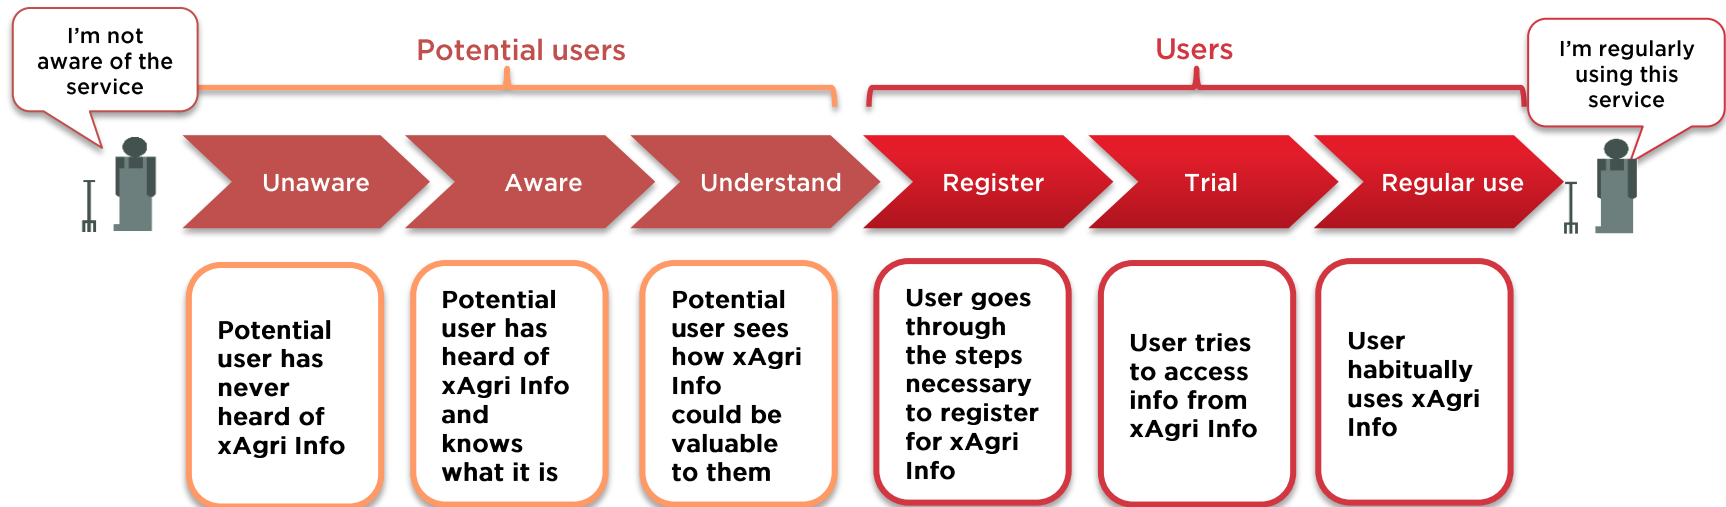 I'm not
aware of the
service
Potential users
Users
I'm regularly
using this
service
Unaware
Aware
Understand
Register
Trial
Regular use
Potential
user has
never
heard of
xAgri Info
Potential
user has
heard of
xAgri Info
and
knows
what it is
Potential
user sees
how xAgri
Info
could be
valuable
to them
User goes
through
the steps
necessary
to register
for xAgri
Info
User tries
to access
info from
xAgri Info
User
habitually
uses xAgri
Info